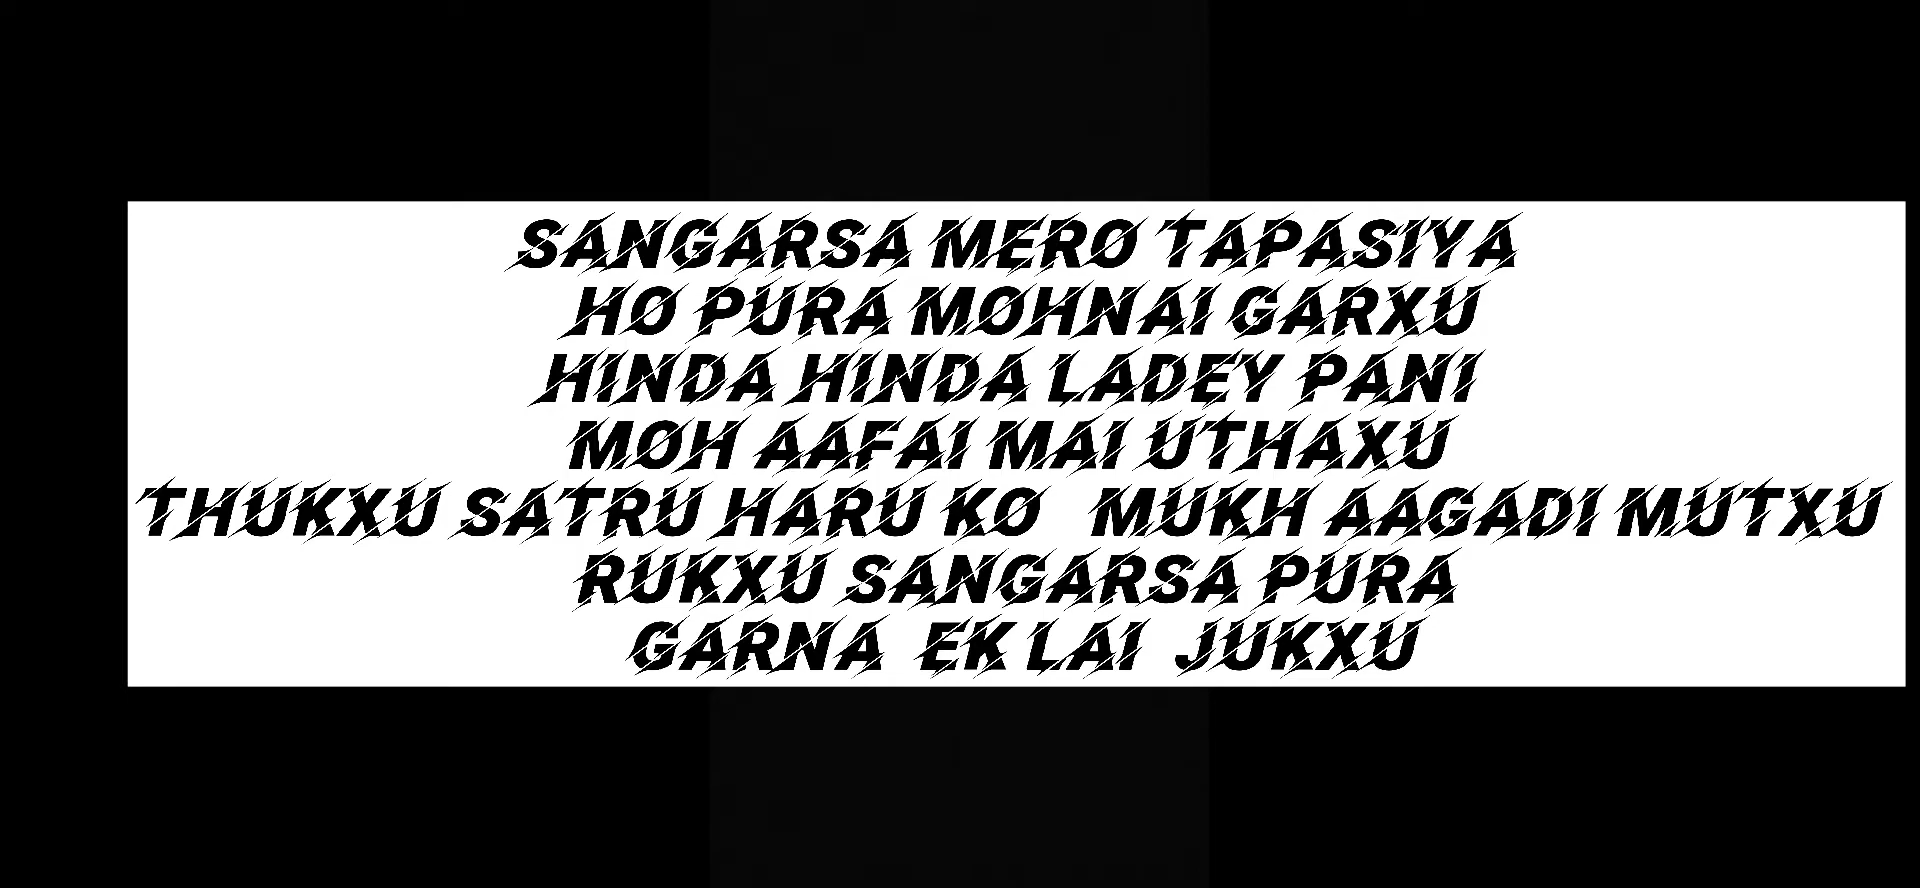 SANGARSA MERO TAPASIYA
HO PURA MOHNAI GARXU
HINDA HINDA LADEY PANI
MOH AAFAI MAI UTHAXU
THUKXU SATRU HARU KO MUKH AAGADI MUTXU
RUKXU SANGARSA PURA
GARNA EK LAI JUKXU